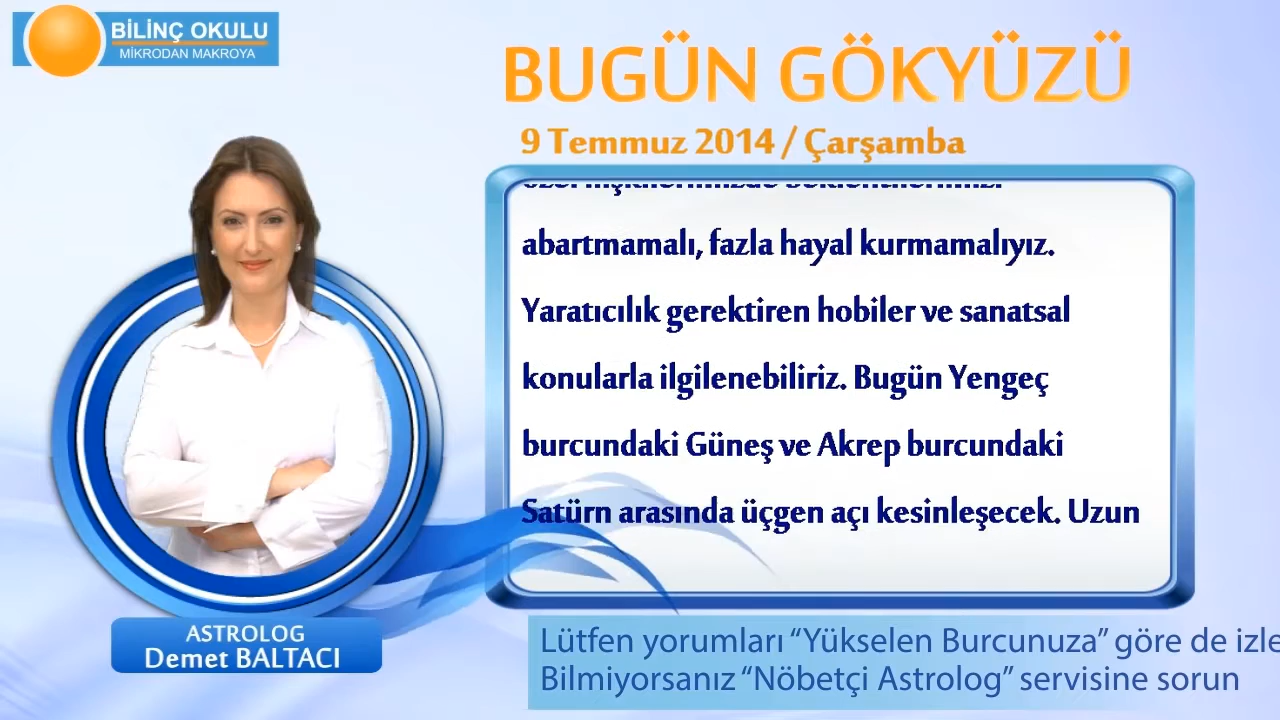 BİLİNÇ OKULU
MİKRODAN MAKROYA
BUGÜN GÖKYÜZÜ
9 Temmuz 2014 / Çarşamba
abartmamalı, fazla hayal kurmamalıyız.
Yaratıcılık gerektiren hobiler ve sanatsal
konularla ilgilenebiliriz. Bugün Yengeç
burcundaki Güneş ve Akrep burcundaki
Satürn arasında üçgen açı kesinleşecek. Uzun
ASTROLOG
Demet BALTACI
Lütfen yorumları “Yükselen Burcunuza” göre de izle
Bilmiyorsanız “Nöbetçi Astrolog” servisine sorun